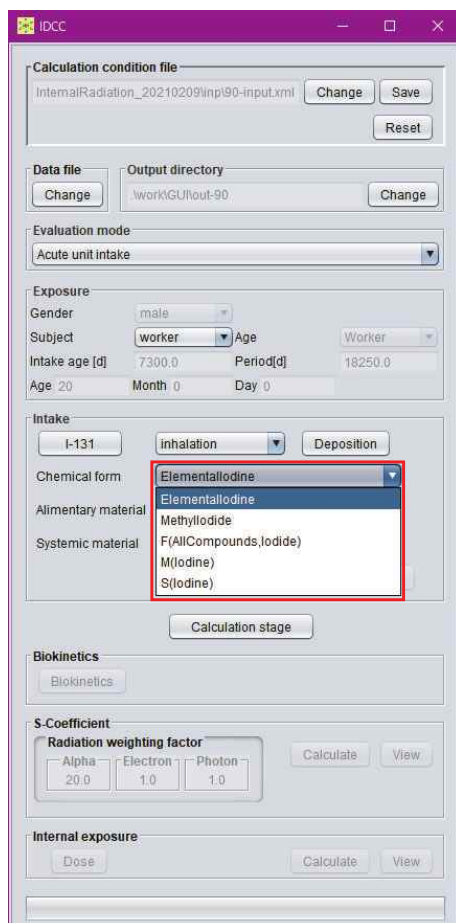 IDCC
Calculation condition file
InternalRadiation_20210209\inp\90-input.xml Change Save
Reset
Data file Output directory
Change .\work\GUI\out-90 Change
Evaluation mode
Acute unit intake
Exposure
Gender male
Subject worker Age Worker
Intake age [d] 7300.0 Period[d] 18250.0
Age 20 Month 0 Day 0
Intake
I-131 inhalation Deposition
Chemical form ElementalIodine
ElementalIodine
Alimentary material MethylIodide
Systemic material F(AllCompounds,Iodide)
M(Iodine)
S(Iodine)
Calculation stage
Biokinetics
Biokinetics
S-Coefficient
Radiation weighting factor
Alpha Electron Photon Calculate View
20.0 1.0 1.0
Internal exposure
Dose Calculate View